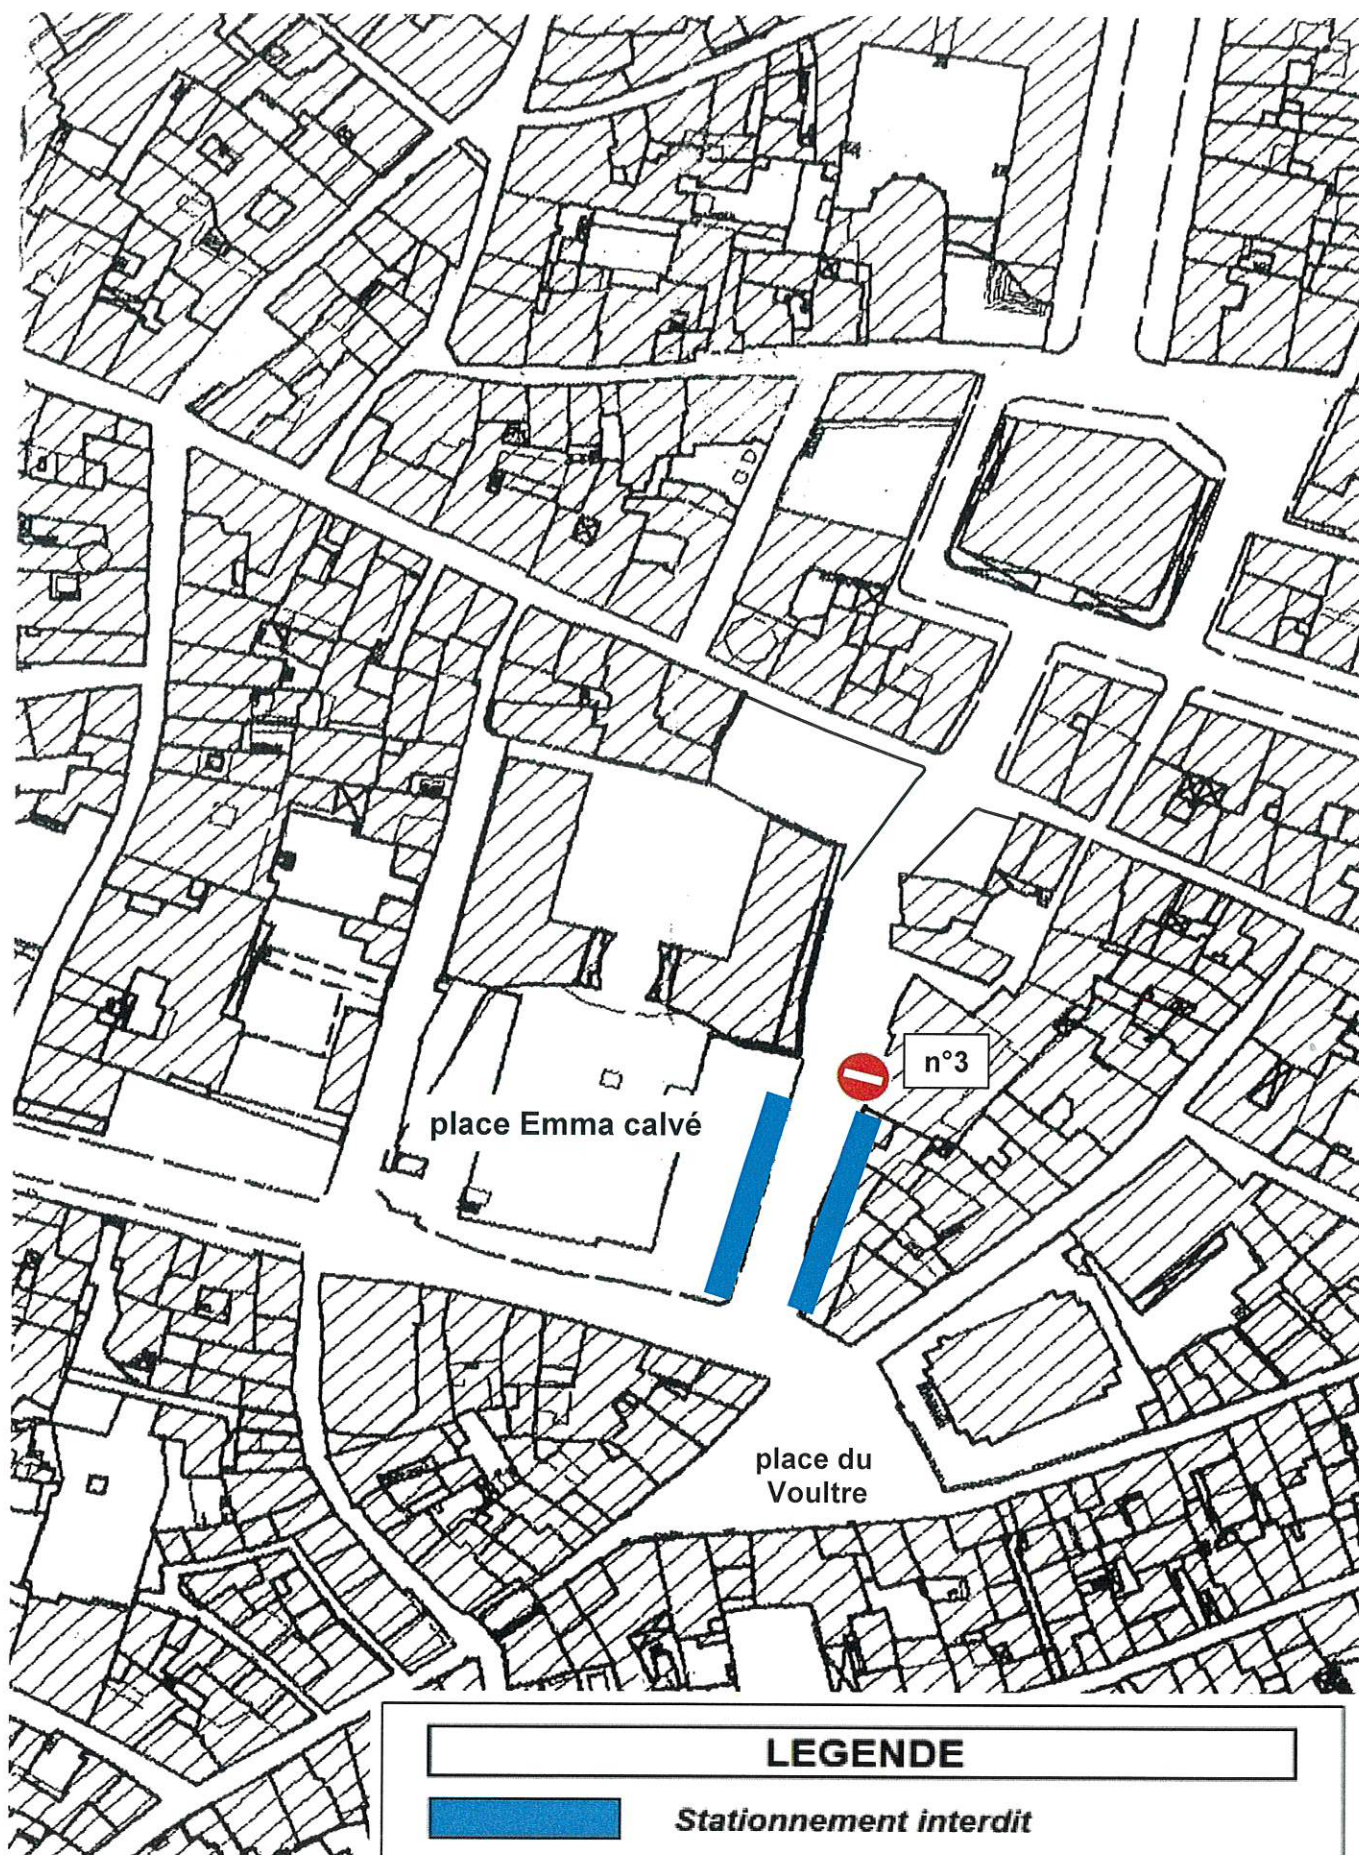 n°3
place Emma calvé
place du
Voultre
LEGENDE
Stationnement interdit